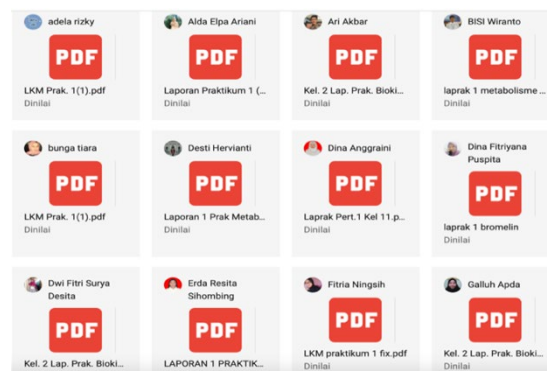 adela rizky
PDF
LKM Prak. 1(1).pdf
Dinilai
Alda Elpa Ariani
PDF
Laporan Praktikum 1 (...
Dinilai
Ari Akbar
PDF
Kel. 2 Lap. Prak. Bioki...
Dinilai
BISI Wiranto
PDF
laprak 1 metabolisme ...
Dinilai
bunga tiara
PDF
LKM Prak. 1(1).pdf
Dinilai
Desti Hervianti
PDF
Laporan 1 Prak Metab...
Dinilai
Dina Anggraini
PDF
Laprak Pert.1 Kel 11.p...
Dinilai
Dina Fitriyana
Puspita
PDF
laprak 1 bromelin
Dinilai
Dwi Fitri Surya
Desita
PDF
Kel. 2 Lap. Prak. Bioki...
Erda Resita
Sihombing
PDF
LAPORAN 1 PRAKTIK...
Fitria Ningsih
PDF
LKM praktikum 1 fix.pdf
Dinilai
Galluh Apda
PDF
Kel. 2 Lap. Prak. Bioki...
Dinilai